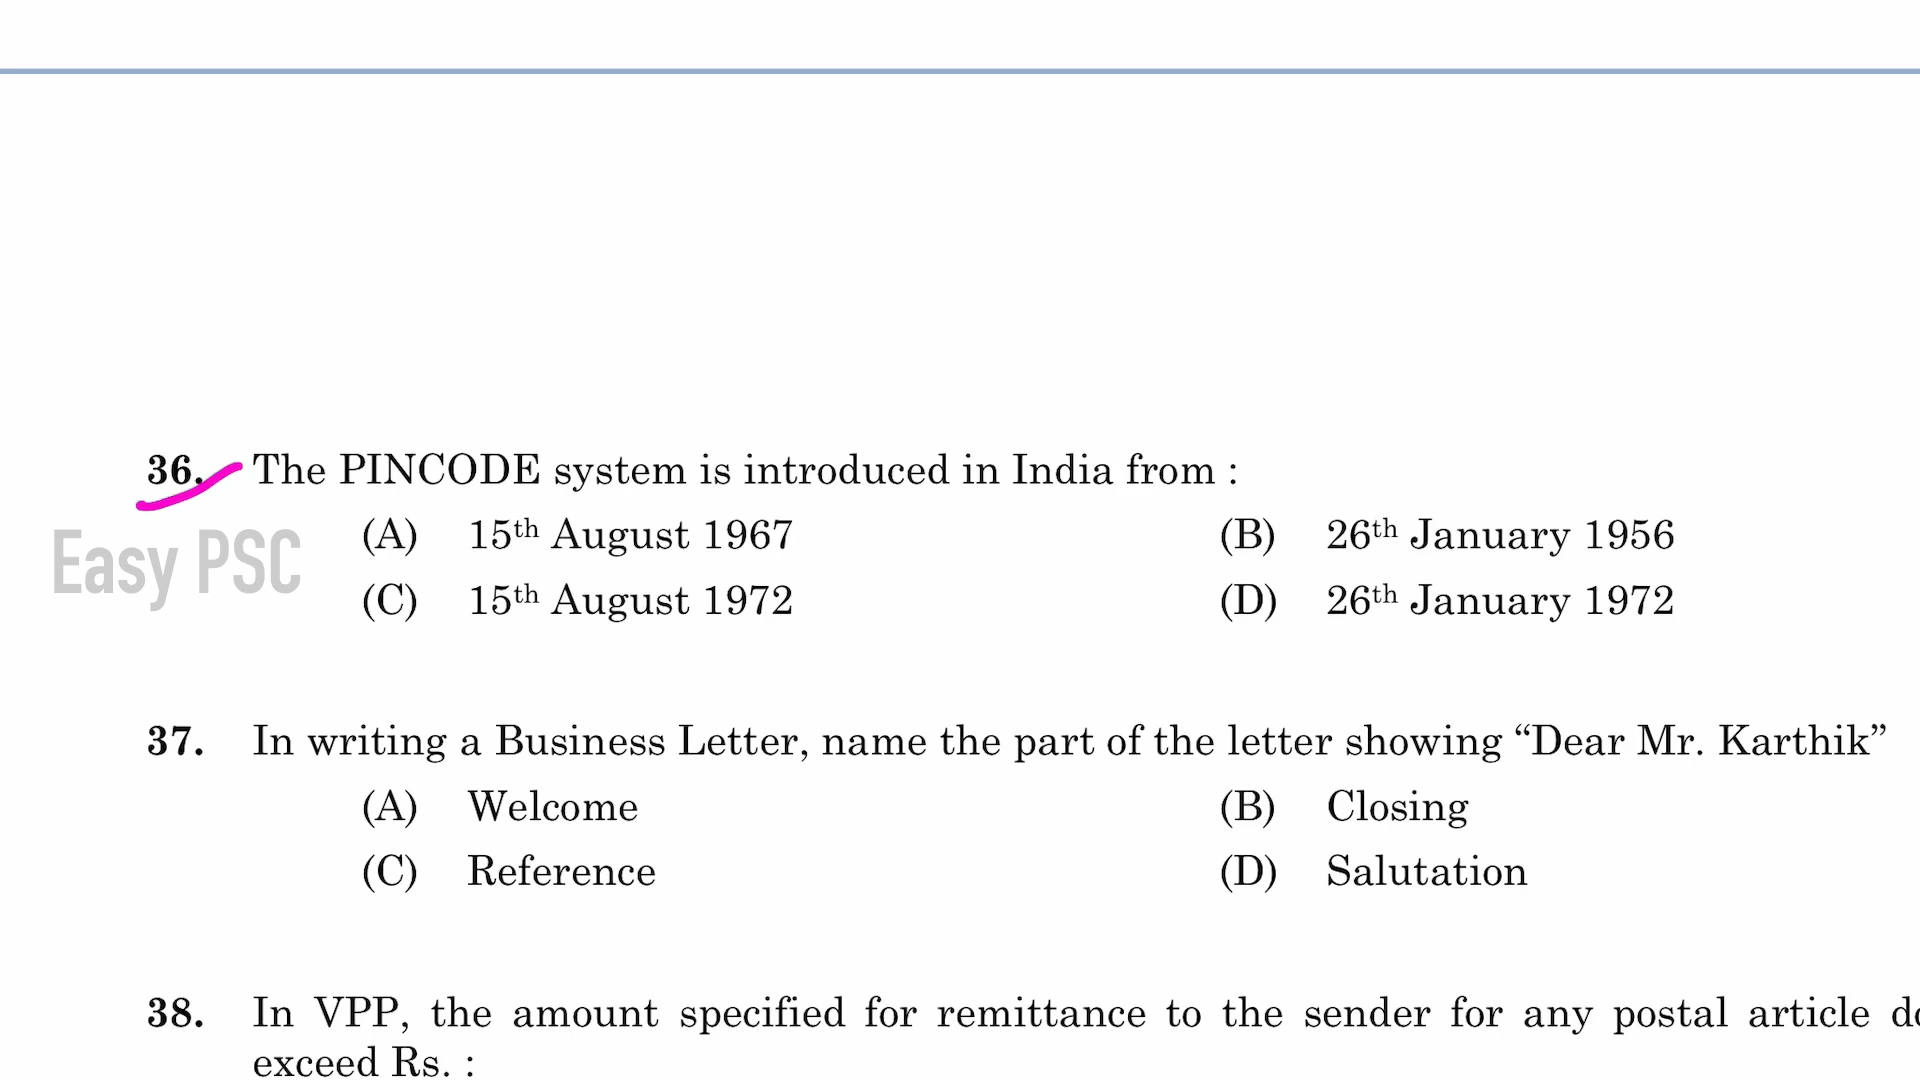 36. The PINCODE system is introduced in India from :
Easy PSC
(A) 15th August 1967 (B) 26th January 1956
(C) 15th August 1972 (D) 26th January 1972
37. In writing a Business Letter, name the part of the letter showing “Dear Mr. Karthik”
(A) Welcome (B) Closing
(C) Reference (D) Salutation
38. In VPP, the amount specified for remittance to the sender for any postal article
exceed Rs. :